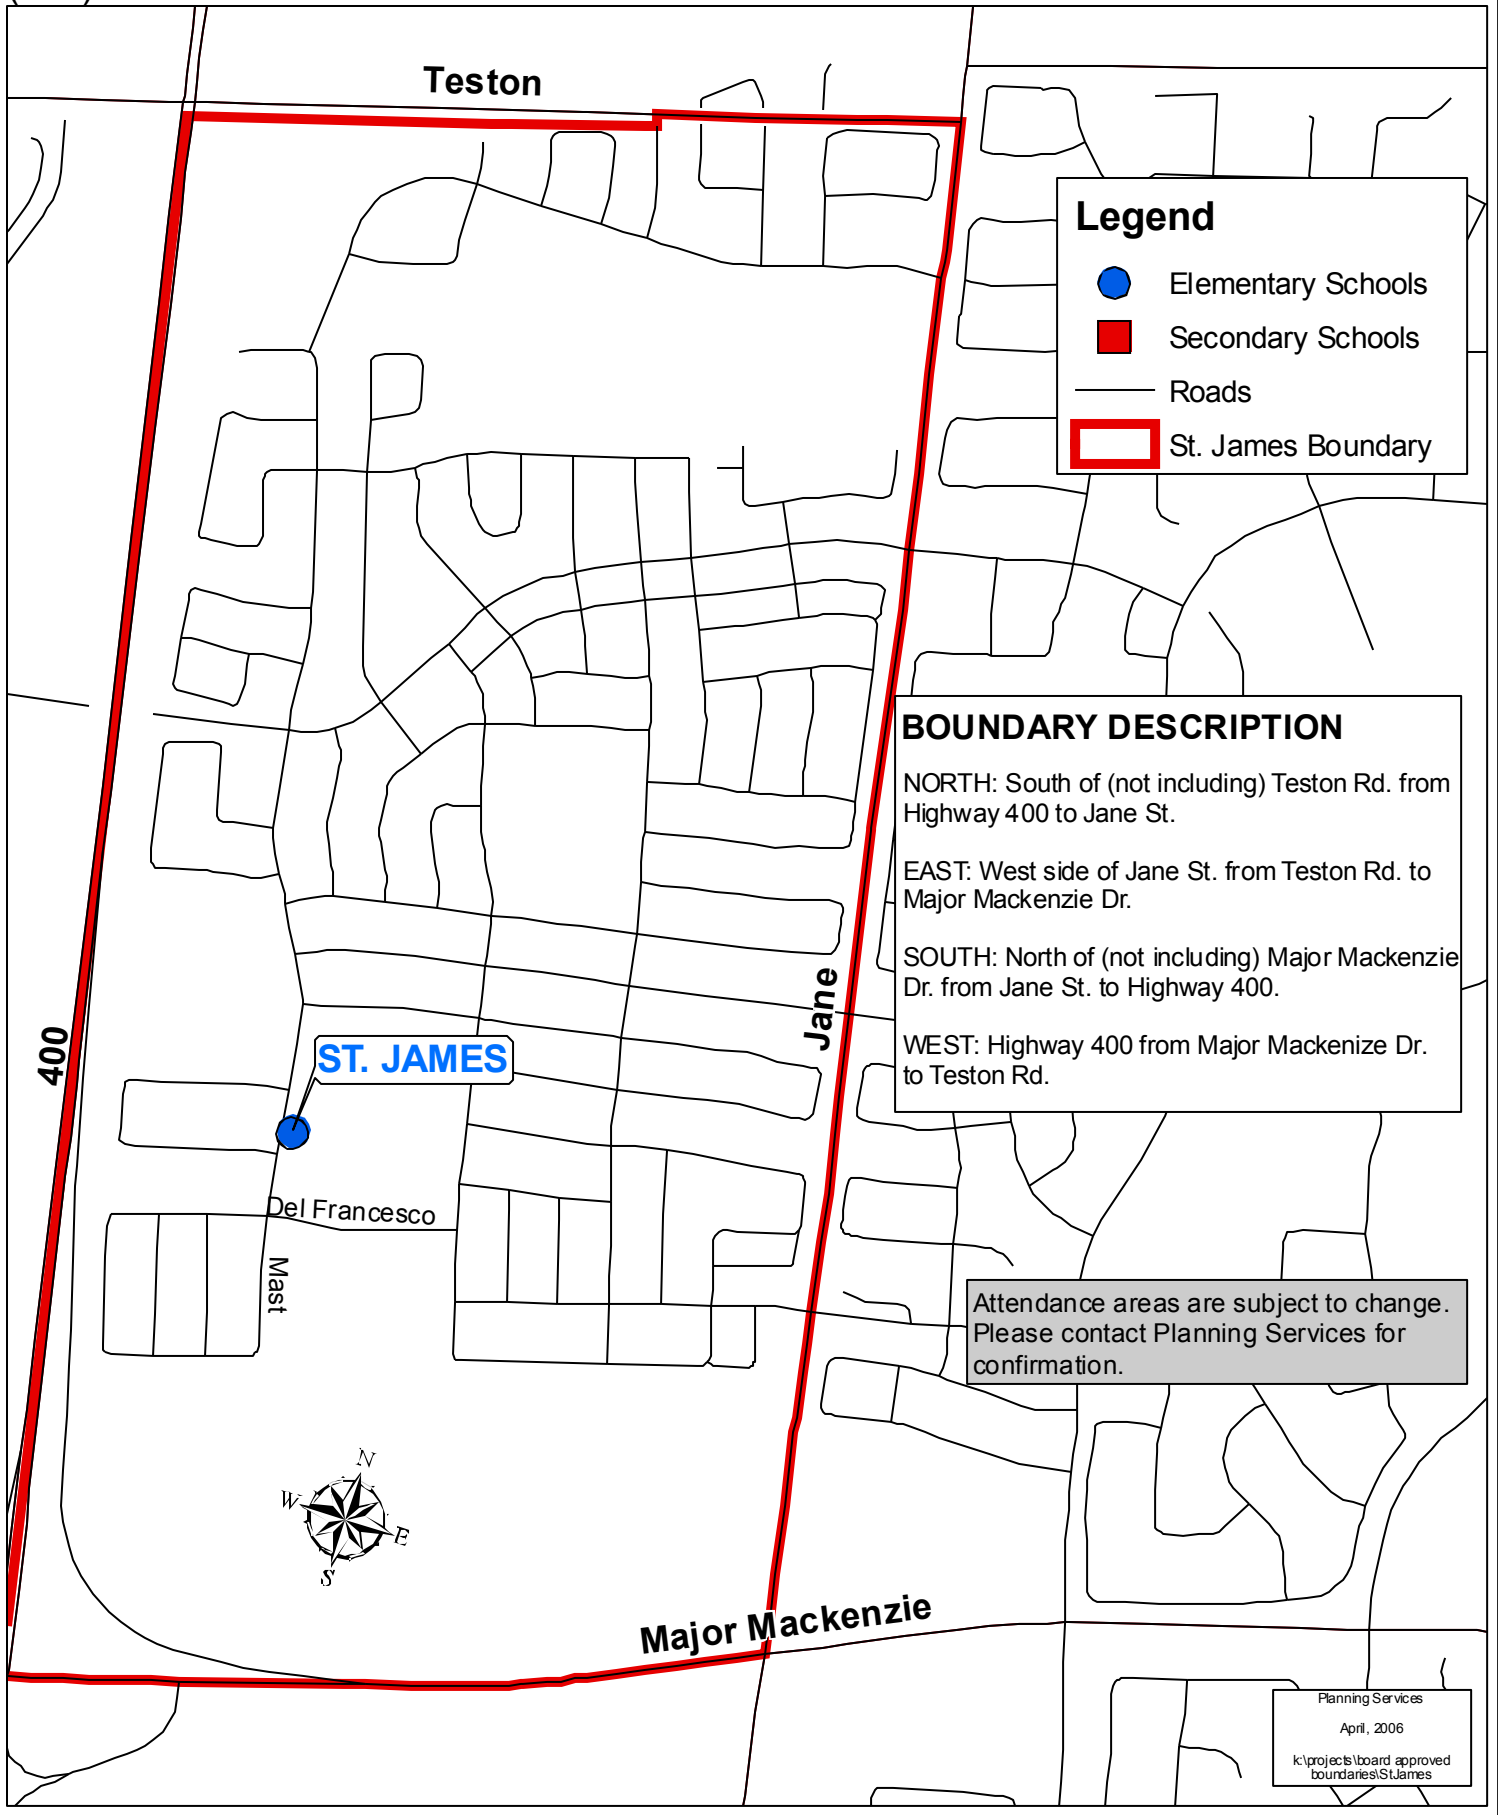 Teston
Legend
Elementary Schools
Secondary Schools
Roads
St. James Boundary
BOUNDARY DESCRIPTION
NORTH: South of (not including) Teston Rd. from
Highway 400 to Jane St.
EAST: West side of Jane St. from Teston Rd. to
Major Mackenzie Dr.
SOUTH: North of (not including) Major Mackenzie
Dr. from Jane St. to Highway 400.
WEST: Highway 400 from Major Mackenize Dr.
to Teston Rd.
Jane
400
ST. JAMES
Del Francesco
Mast
Attendance areas are subject to change.
Please contact Planning Services for
confirmation.
N
W
E
S
Major Mackenzie
Planning Services
April, 2006
k:\projects\board approved
boundaries\StJames